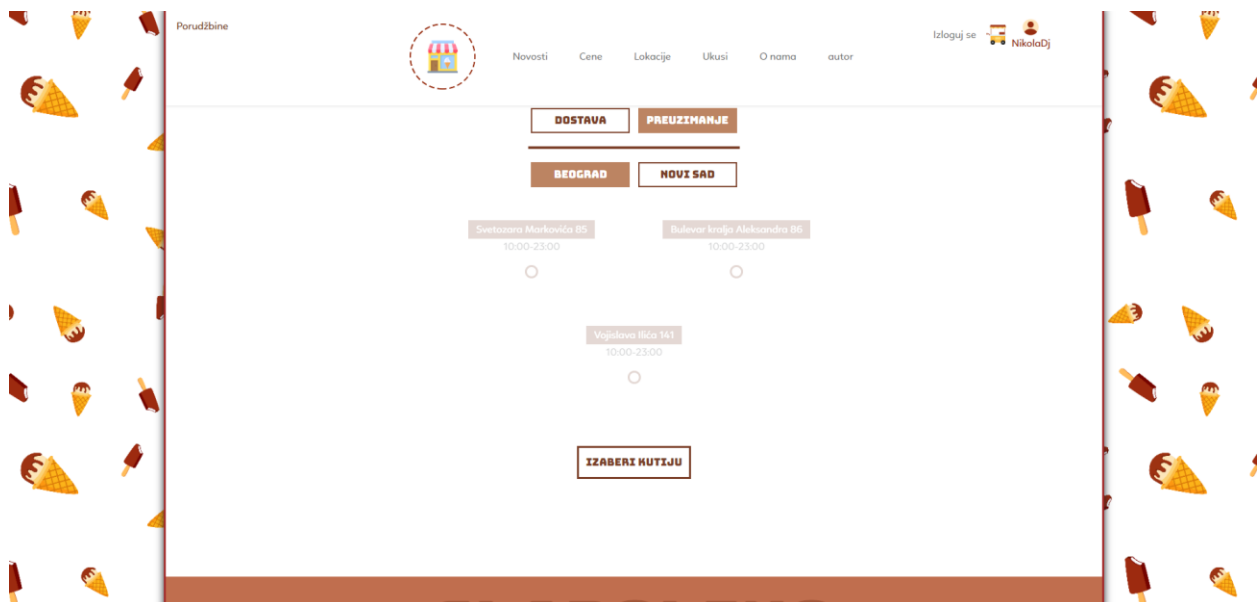 Porudžbine
Novosti Cene Lokacije Ukusi O nama autor
Izloguj se
NikolaDj
DOSTAVA PREUZIMANJE
BEOGRAD NOVI SAD
Svetozara Markovića 85 Bulevar kralja Aleksandra 86
10:00-23:00 10:00-23:00
Vojislava Ilića 141
10:00-23:00
IZABERI KUTIJU